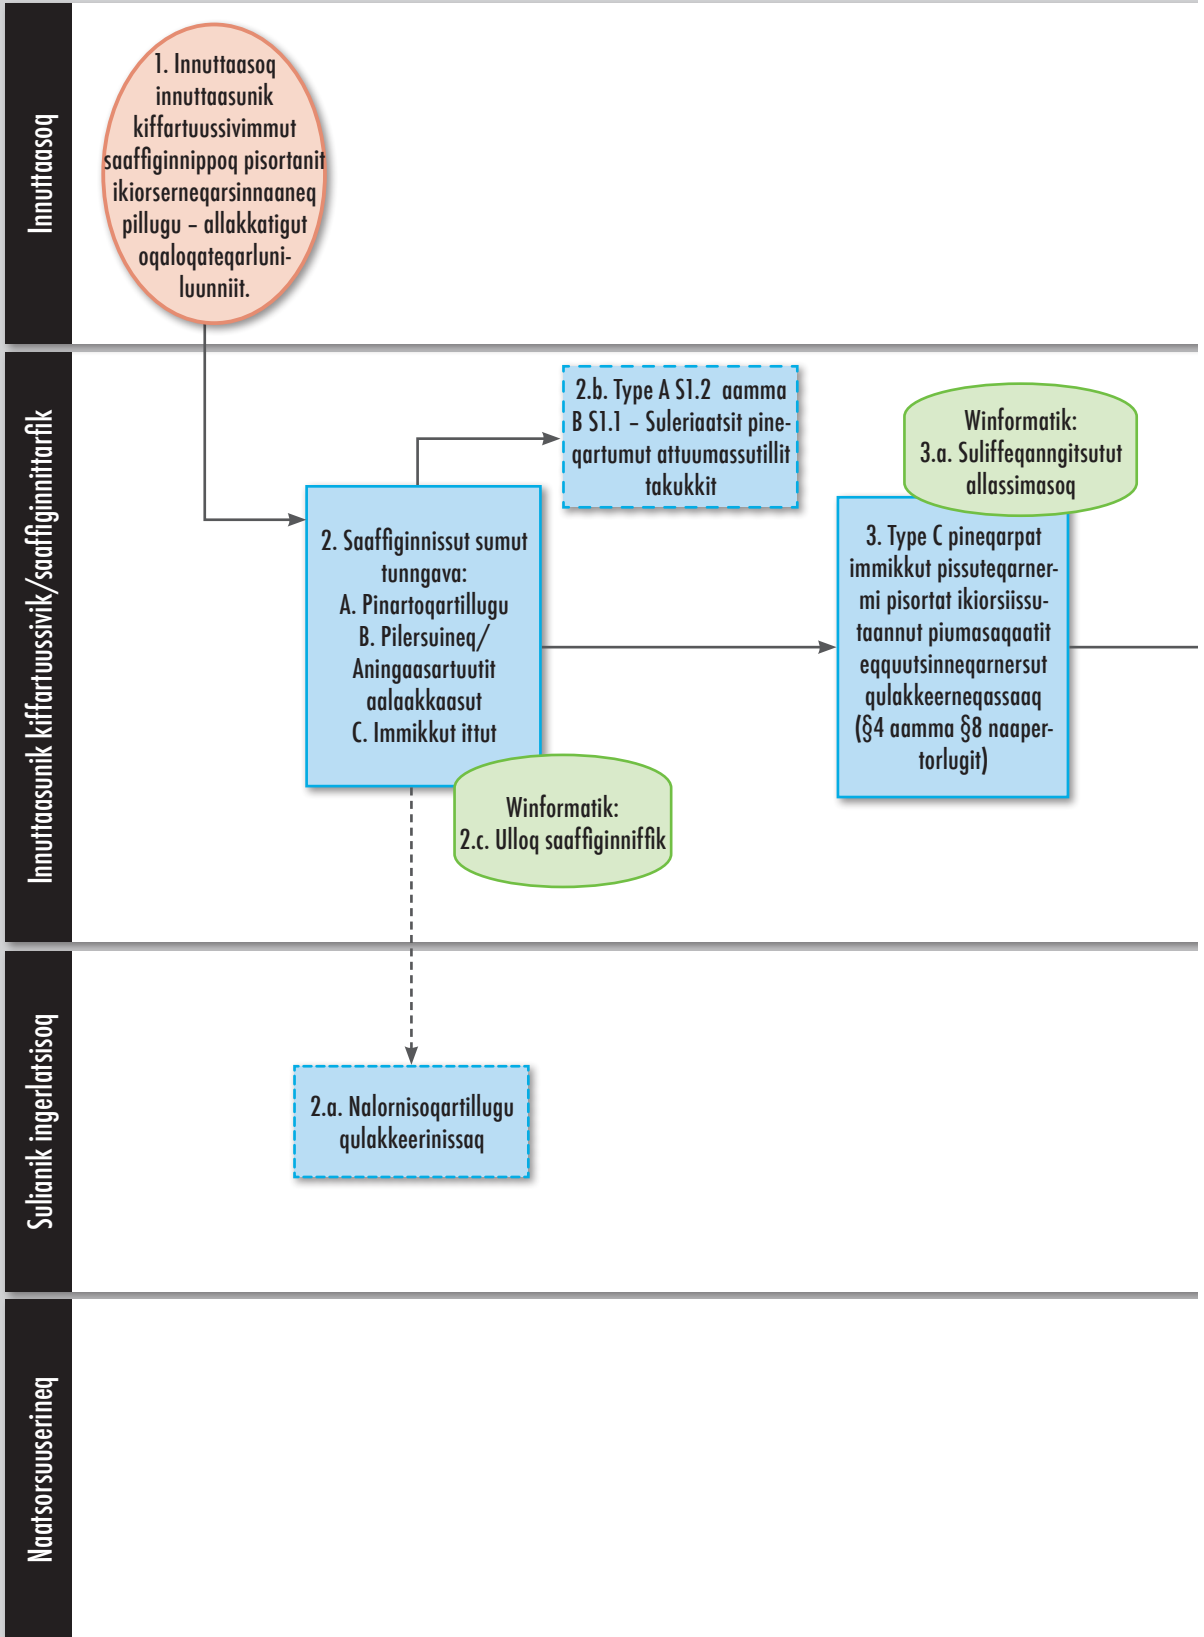 Innuttaasoq
1. Innuttaasoq
innuttaasunik
kiffartuussivimmut
saaffiginnippoq pisortanit
ikiorserneqarsinnaaneq
pillugu – allakkatigut
oqaloqateqarluni-
luunniit.
Innuttaasunik kiffartuussivik/saaffiginnittarfik
2. Saaffiginnissut sumut
tunngava:
A. Pinartoqartillugu
B. Pilersuineq/
Aningaasartuutit
aalaakkaasut
C. Immikkut ittut
Winformatik:
2.c. Ulloq saaffiginniffik
2.b. Type A S1.2 aamma
B S1.1 – Suleriaatsit pine-
qartumut attuumassutillit
takukkit
Winformatik:
3.a. Suliffeqanngitsutut
allassimasoq
3. Type C pineqarpat
immikkut pissuteqarner-
mi pisortat ikiorsiissu-
taannut piumasaqaatit
eqquutsinneqarnersut
qulakkeerneqassaaq
(§4 aamma §8 naaper-
torlugit)
Sulianik ingerlatsisoq
2.a. Nalornisoqartillugu
qulakkeerinissaq
Naatsorsuuserineq